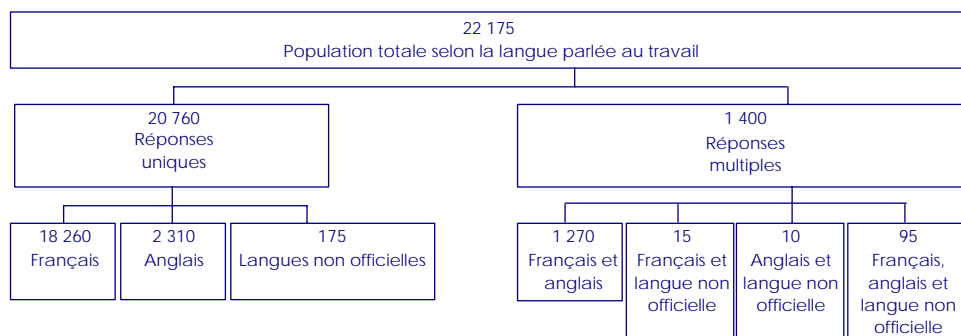 22 175
Population totale selon la langue parlée au travail
20 760
Réponses
uniques
1 400
Réponses
multiples
18 260
Français
2 310
Anglais
175
Langues non officielles
1 270
Français et
anglais
15
Français et
langue non
officielle
10
Anglais et
langue non
officielle
95
Français,
anglais et
langue non
officielle